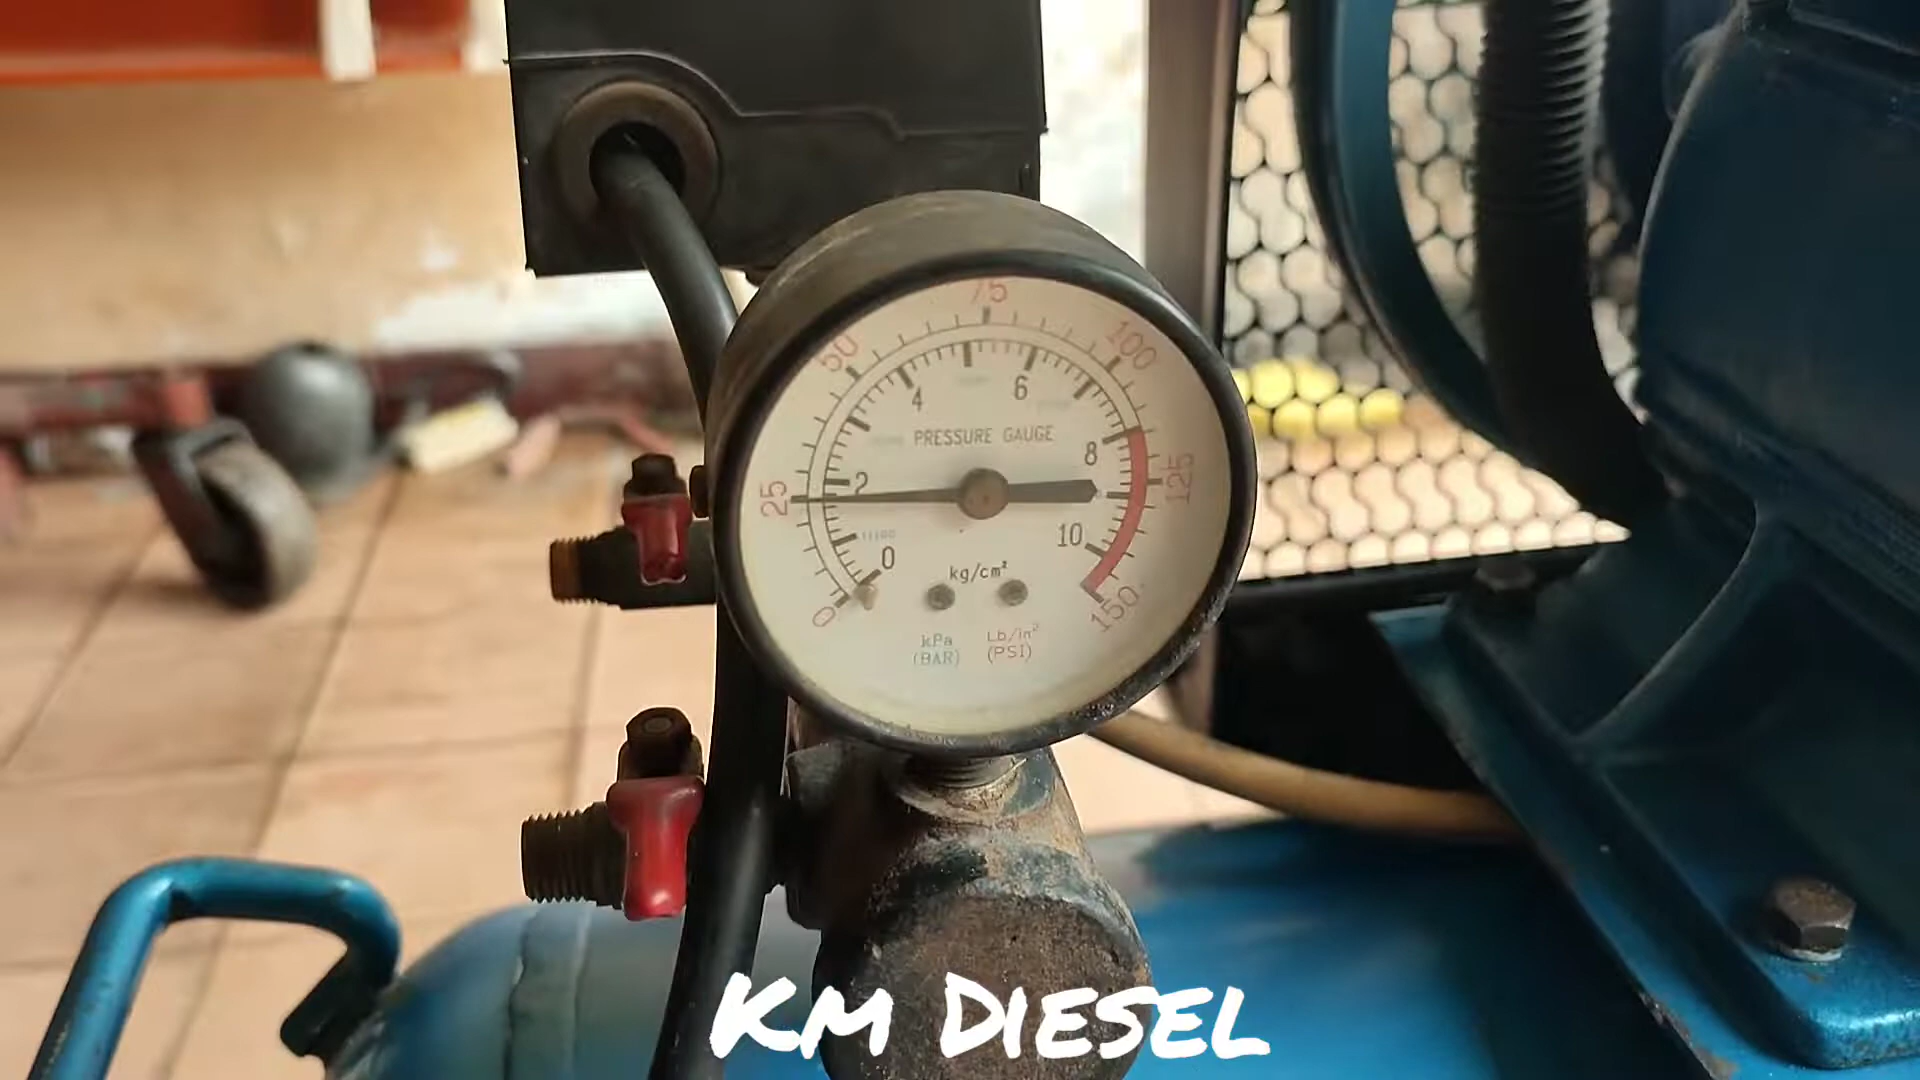 75
50
100
4
6
PRESSURE GAUGE
8
25
2
125
10
0
kg/cm²
0
150
kPa
Lb/in²
(BAR)
(PSI)
Km Diesel